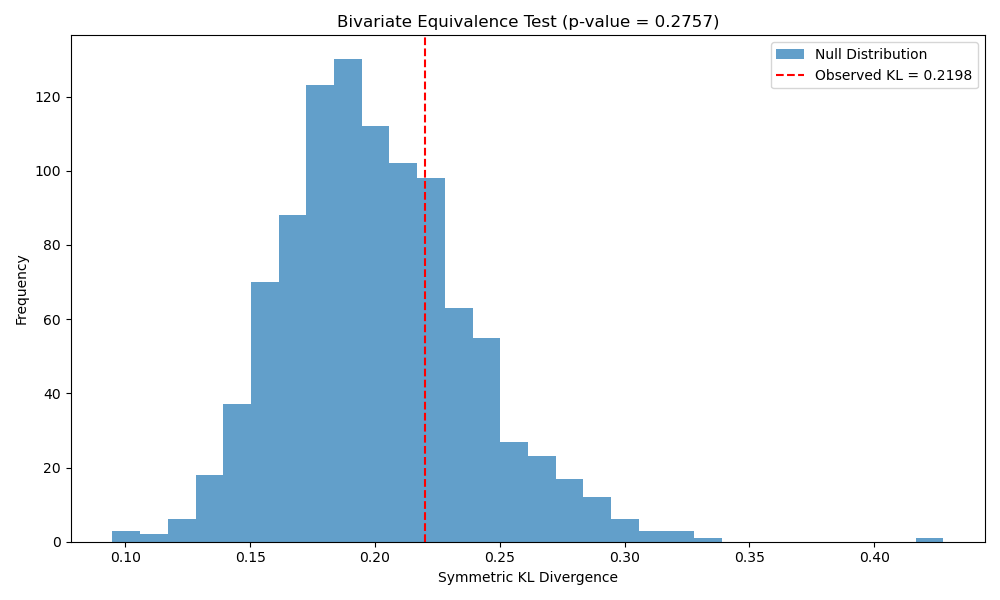 Bivariate Equivalence Test (p-value = 0.2757)
Null Distribution
Observed KL = 0.2198
Frequency
120
100
80
60
40
20
0
0.10 0.15 0.20 0.25 0.30 0.35 0.40
Symmetric KL Divergence